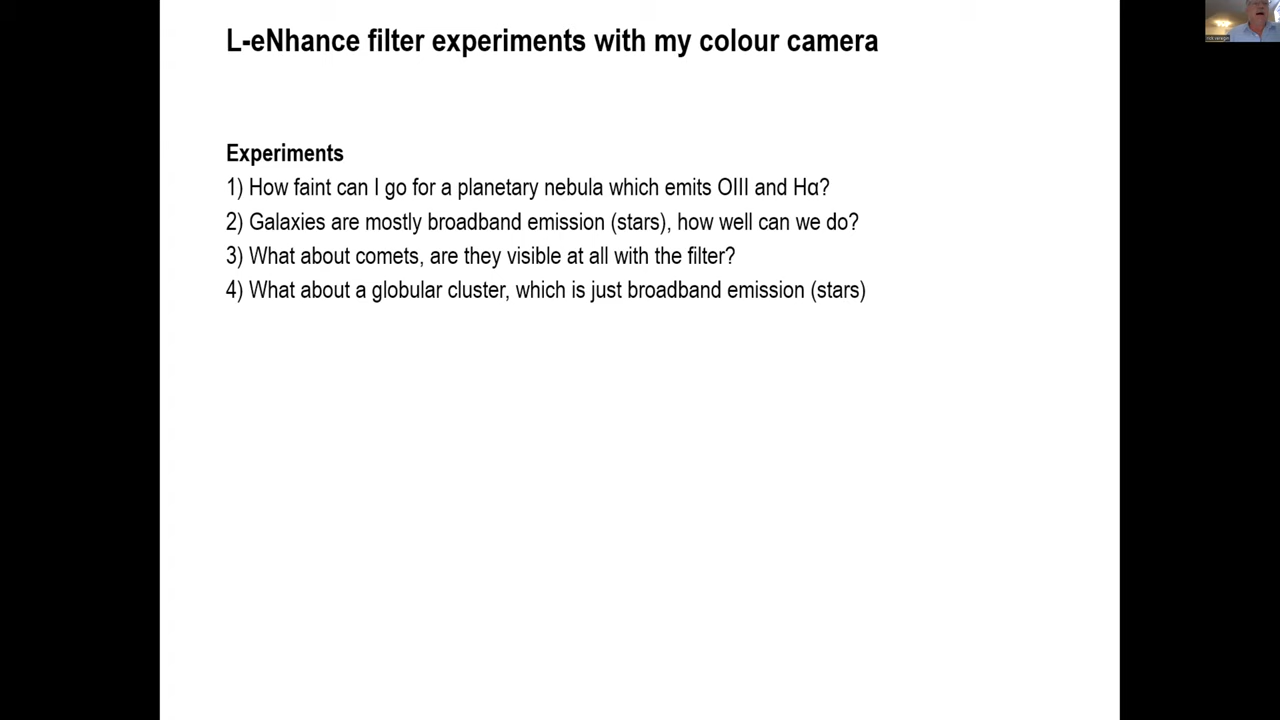 L-eNhance filter experiments with my colour camera
Experiments
1) How faint can I go for a planetary nebula which emits OIII and Hα?
2) Galaxies are mostly broadband emission (stars), how well can we do?
3) What about comets, are they visible at all with the filter?
4) What about a globular cluster, which is just broadband emission (stars)